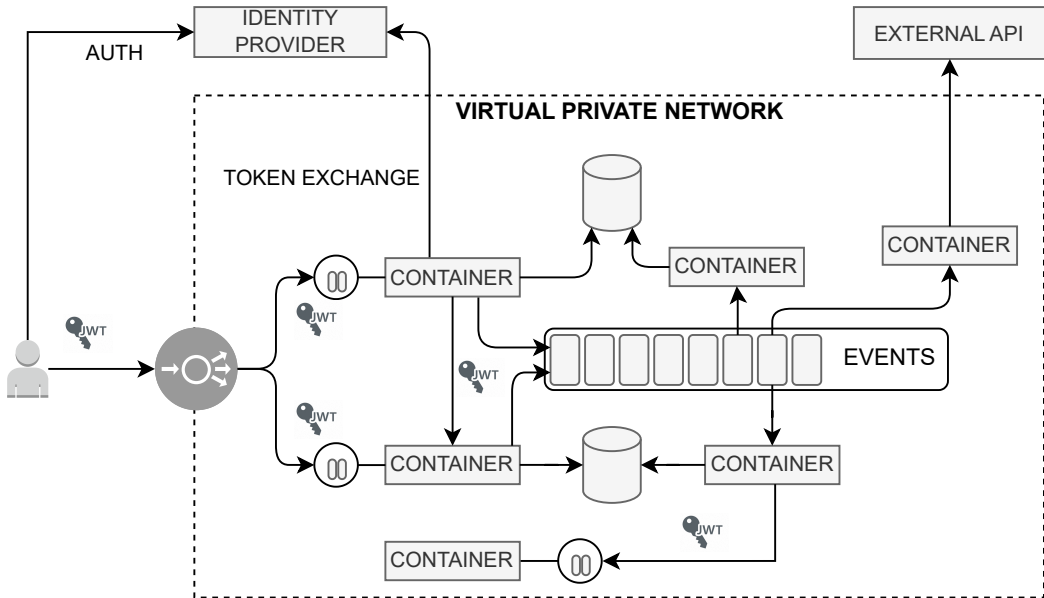 IDENTITY
PROVIDER
EXTERNAL API
AUTH
VIRTUAL PRIVATE NETWORK
TOKEN EXCHANGE
CONTAINER
CONTAINER
CONTAINER
JWT
JWT
EVENTS
JWT
JWT
CONTAINER
CONTAINER
JWT
CONTAINER